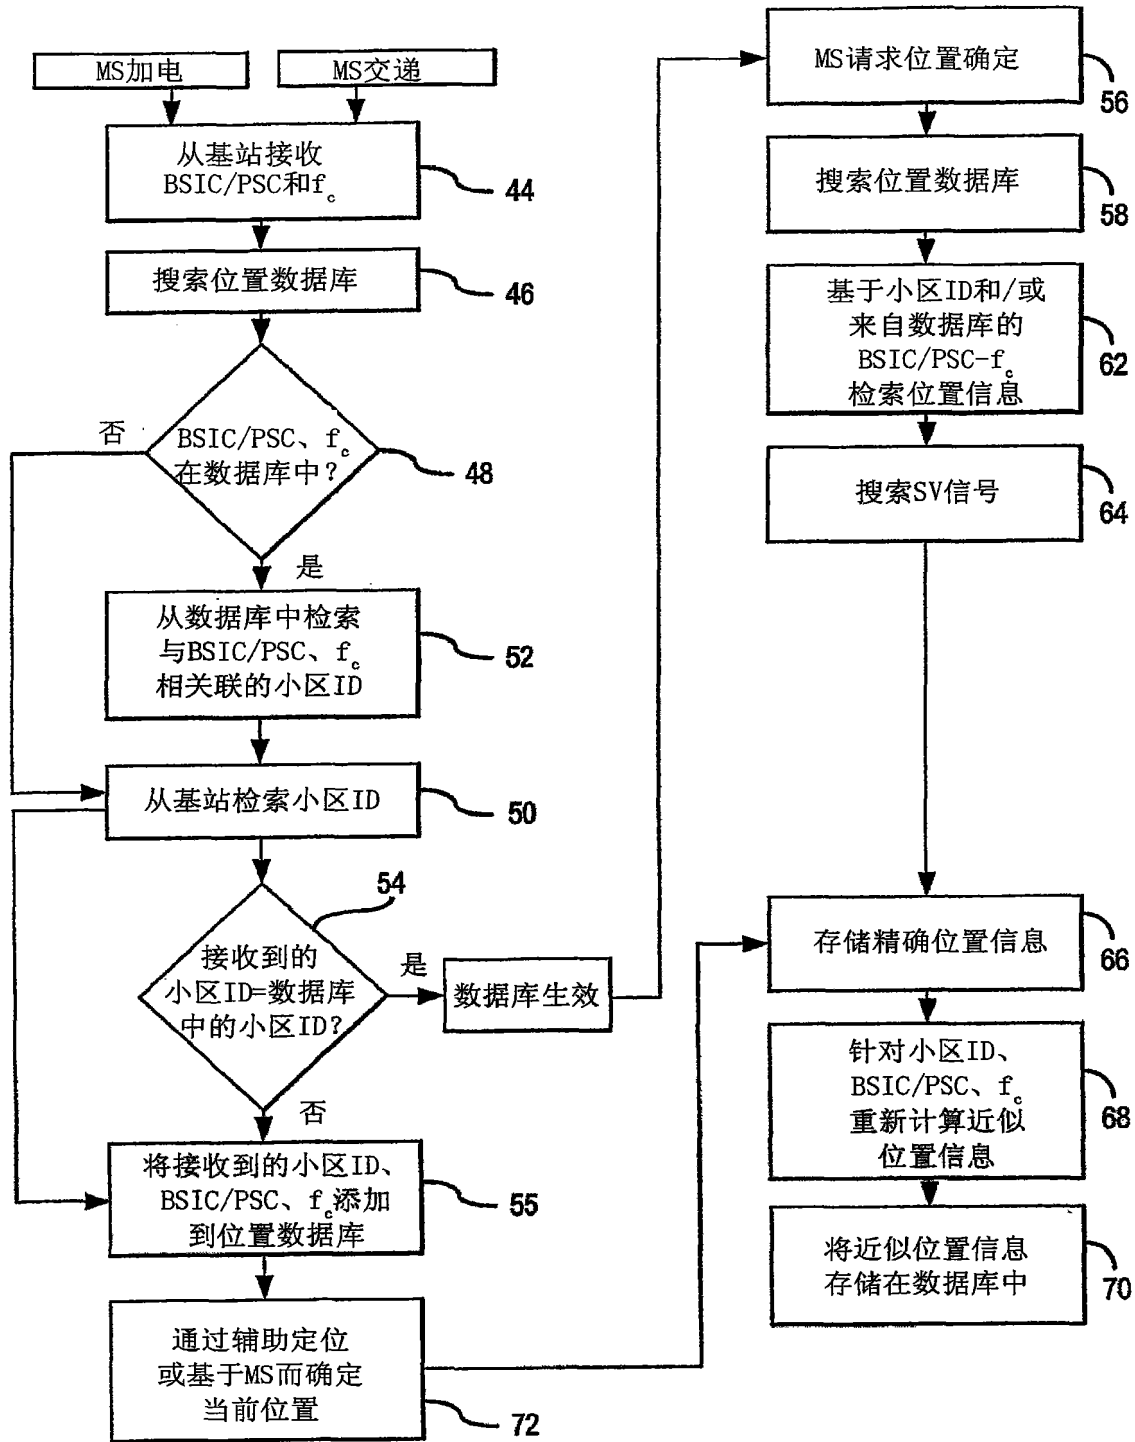 MS加电
MS交递
从基站接收
BSIC/PSC和fc
44
搜索位置数据库
46
BSIC/PSC、fc
在数据库中?
48
否
是
从数据库中检索
与BSIC/PSC、fc
相关联的小区ID
52
从基站检索小区ID
50
54
接收到的
小区ID=数据库
中的小区ID?
是
数据库生效
否
将接收到的小区ID、
BSIC/PSC、fc添加
到位置数据库
55
通过辅助定位
或基于MS而确定
当前位置
72
MS请求位置确定
56
搜索位置数据库
58
基于小区ID和/或
来自数据库的
BSIC/PSC-fc
检索位置信息
62
搜索SV信号
64
存储精确位置信息
66
针对小区ID、
BSIC/PSC、fc
重新计算近似
位置信息
68
将近似位置信息
存储在数据库中
70